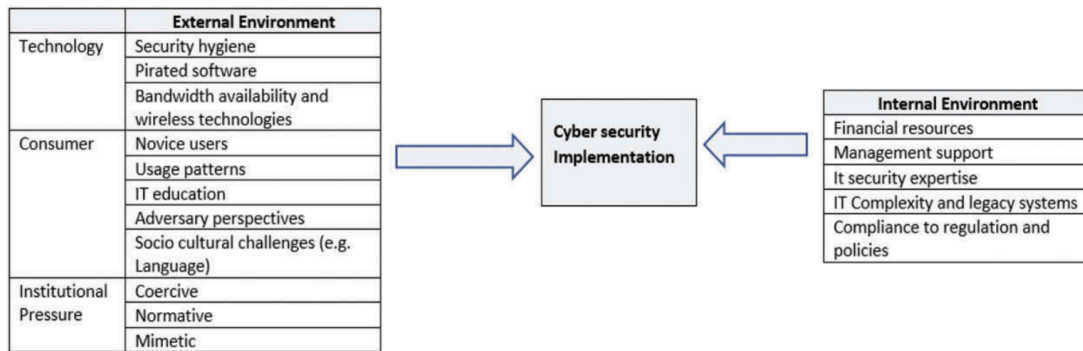 External Environment
Technology
Security hygiene
Pirated software
Bandwidth availability and
wireless technologies
Consumer
Novice users
Usage patterns
IT education
Adversary perspectives
Socio cultural challenges (e.g.
Language)
Institutional
Pressure
Coercive
Normative
Mimetic
Cyber security
Implementation
Internal Environment
Financial resources
Management support
It security expertise
IT Complexity and legacy systems
Compliance to regulation and
policies